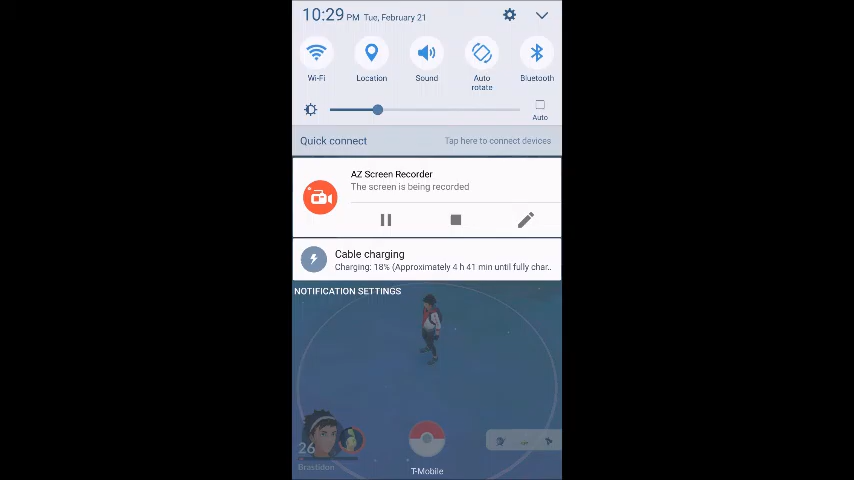 10:29 PM Tue, February 21
Wi-Fi
Location
Sound
Auto rotate
Bluetooth
Auto
Quick connect
Tap here to connect devices
AZ Screen Recorder
The screen is being recorded
Cable charging
Charging: 18% (Approximately 4 h 41 min until fully char..
NOTIFICATION SETTINGS
26
Brastidon
T-Mobile